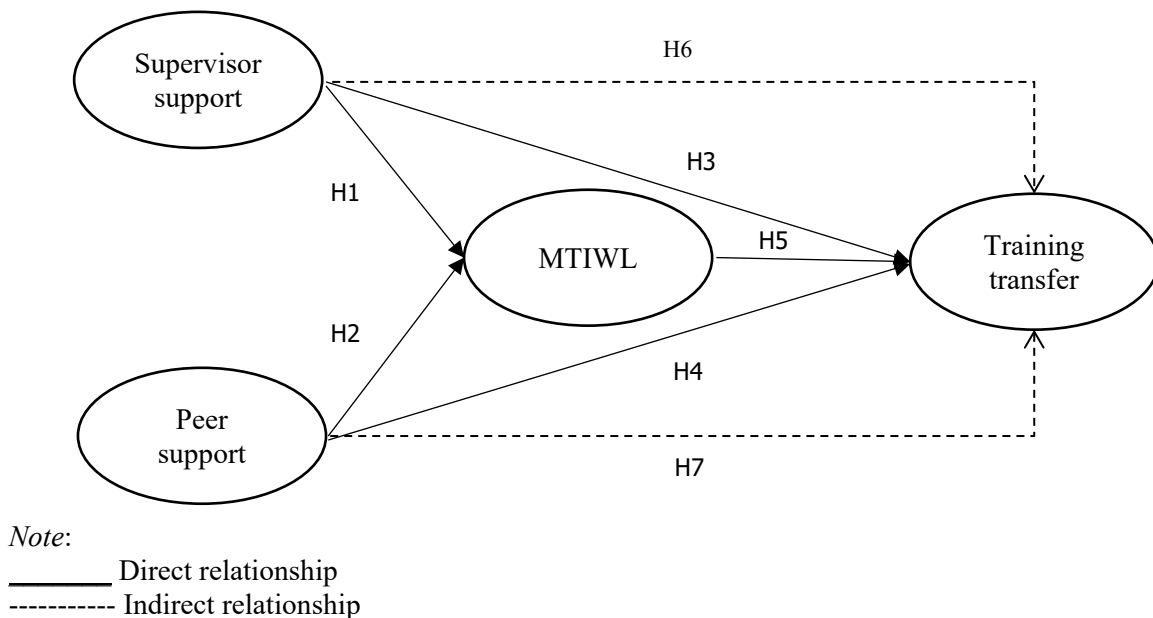 H6
Supervisor
support
H3
H1
MTIWL
H5
Training
transfer
H2
H4
Peer
support
H7
Note:
Direct relationship
Indirect relationship